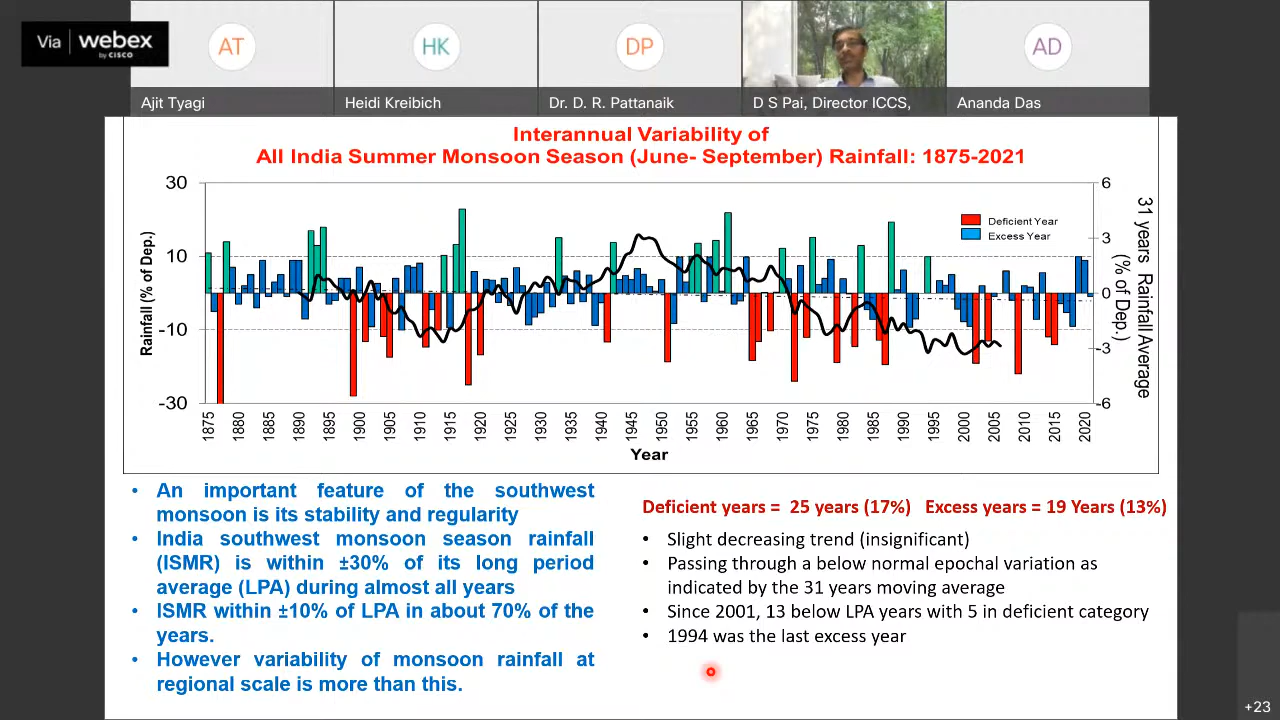 Via | webex
by CISCO
AT
HK
DP
AD
Ajit Tyagi
Heidi Kreibich
Dr. D. R. Pattanaik
D S Pai, Director ICCS,
Ananda Das
Interannual Variability of
All India Summer Monsoon Season (June- September) Rainfall: 1875-2021
30
10
-10
-30
Rainfall (% of Dep.)
6
3
0
-3
-6
31 years Rainfall Average
(% of Dep.)
Deficient Year
Excess Year
1875
1880
1885
1890
1895
1900
1905
1910
1915
1920
1925
1930
1935
1940
1945
1950
1955
1960
1965
1970
1975
1980
1985
1990
1995
2000
2005
2010
2015
2020
Year
• An important feature of the southwest
monsoon is its stability and regularity
• India southwest monsoon season rainfall
(ISMR) is within ±30% of its long period
average (LPA) during almost all years
• ISMR within ±10% of LPA in about 70% of the
years.
• However variability of monsoon rainfall at
regional scale is more than this.
Deficient years = 25 years (17%) Excess years = 19 Years (13%)
• Slight decreasing trend (insignificant)
• Passing through a below normal epochal variation as
indicated by the 31 years moving average
• Since 2001, 13 below LPA years with 5 in deficient category
• 1994 was the last excess year
+23